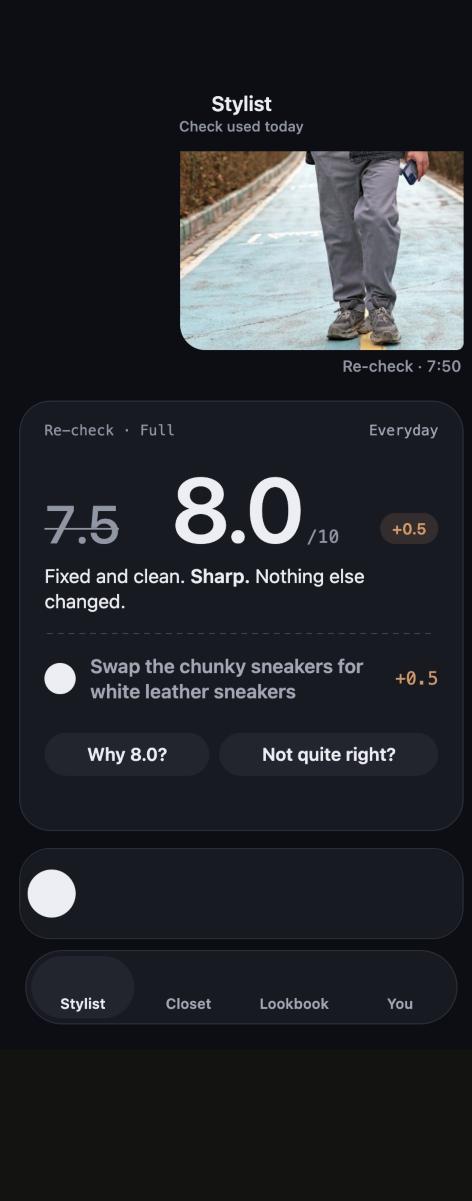 Stylist
Check used today
Re-check · 7:50
Re-check · Full
Everyday
7.5
8.0
/10
+0.5
Fixed and clean. Sharp. Nothing else
changed.
Swap the chunky sneakers for
white leather sneakers
+0.5
Why 8.0?
Not quite right?
Stylist
Closet
Lookbook
You